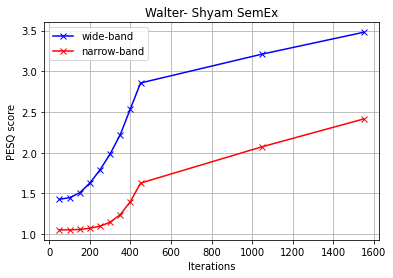 Walter- Shyam SemEx
wide-band
narrow-band
PESQ score
3.5
3.0
2.5
2.0
1.5
1.0
0 200 400 600 800 1000 1200 1400 1600
Iterations